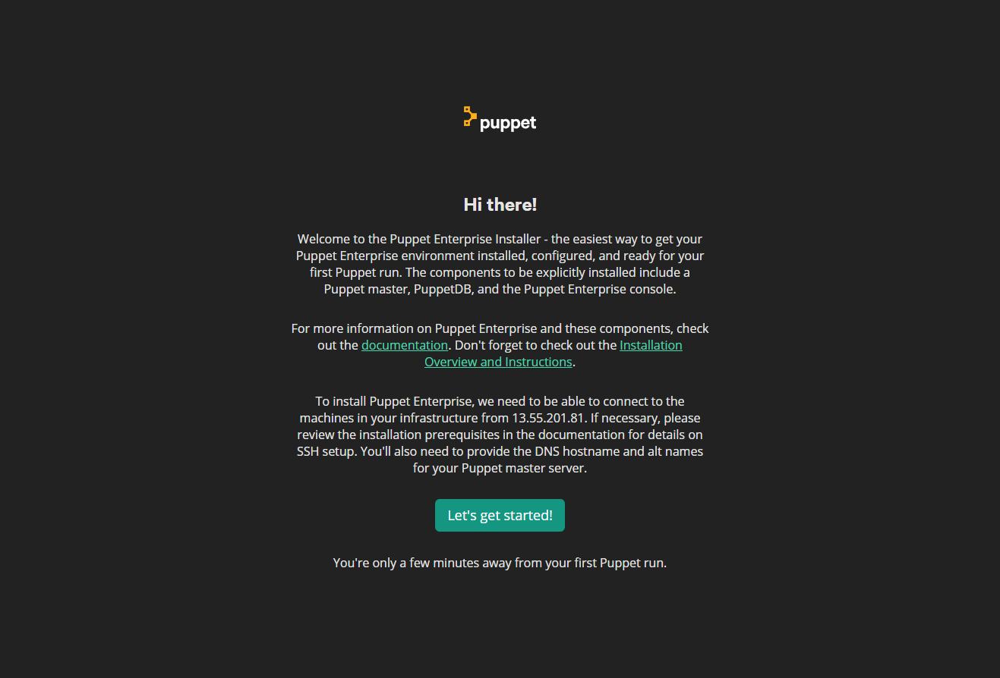 puppet
Hi there!
Welcome to the Puppet Enterprise Installer - the easiest way to get your
Puppet Enterprise environment installed, configured, and ready for your
first Puppet run. The components to be explicitly installed include a
Puppet master, PuppetDB, and the Puppet Enterprise console.
For more information on Puppet Enterprise and these components, check
out the documentation. Don't forget to check out the Installation
Overview and Instructions.
To install Puppet Enterprise, we need to be able to connect to the
machines in your infrastructure from 13.55.201.81. If necessary, please
review the installation prerequisites in the documentation for details on
SSH setup. You'll also need to provide the DNS hostname and alt names
for your Puppet master server.
Let's get started!
You're only a few minutes away from your first Puppet run.